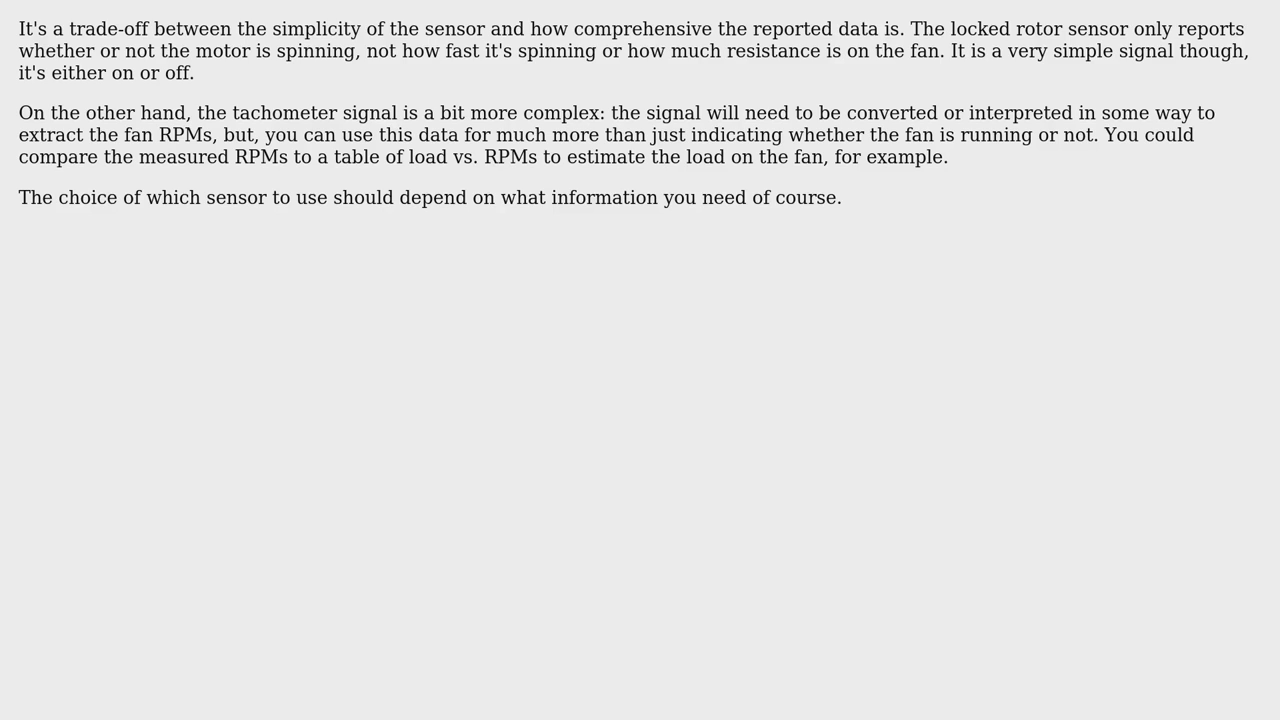 It's a trade-off between the simplicity of the sensor and how comprehensive the reported data is. The locked rotor sensor only reports
whether or not the motor is spinning, not how fast it's spinning or how much resistance is on the fan. It is a very simple signal though,
it's either on or off.
On the other hand, the tachometer signal is a bit more complex: the signal will need to be converted or interpreted in some way to
extract the fan RPMs, but, you can use this data for much more than just indicating whether the fan is running or not. You could
compare the measured RPMs to a table of load vs. RPMs to estimate the load on the fan, for example.
The choice of which sensor to use should depend on what information you need of course.